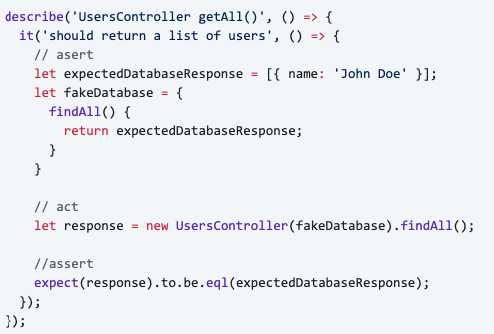 describe('UsersController getAll()', () => {
  it('should return a list of users', () => {
    // asert
    let expectedDatabaseResponse = [{ name: 'John Doe' }];
    let fakeDatabase = {
      findAll() {
        return expectedDatabaseResponse;
      }
    }

    // act
    let response = new UsersController(fakeDatabase).findAll();

    //assert
    expect(response).to.be.eql(expectedDatabaseResponse);
  });
});